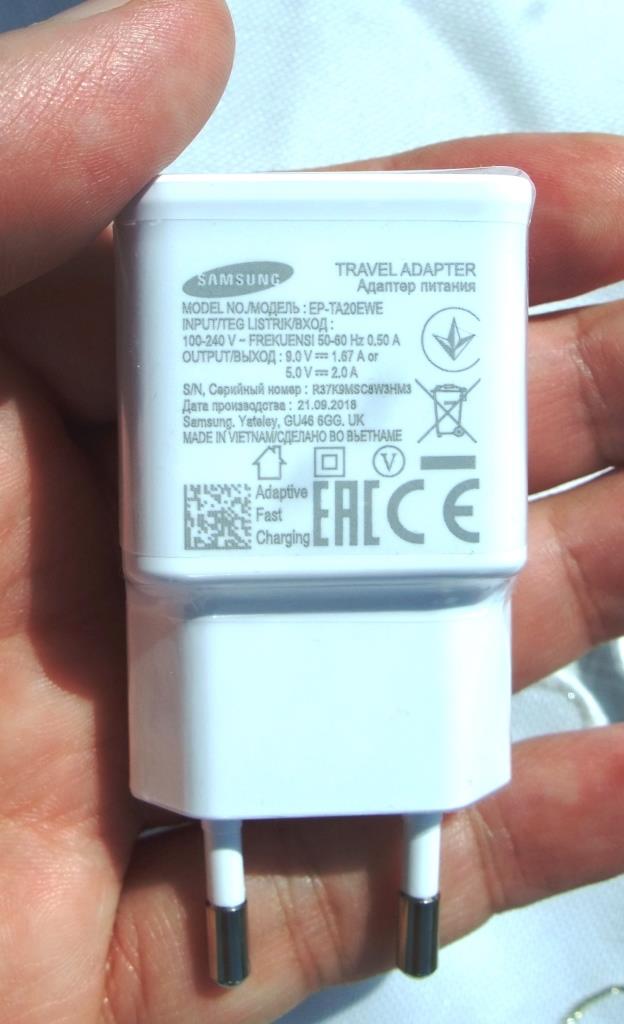 SAMSUNG
TRAVEL ADAPTER
Адаптер питания
MODEL NO./МОДЕЛЬ : EP-TA20EWE
INPUT/TEG LISTRIK/ВХОД :
100-240 V ~ FREKUENSI 50-60 Hz 0.50 A
OUTPUT/ВЫХОД : 9.0 V ⎓ 1.67 A or
5.0 V ⎓ 2.0 A
S/N, Серийный номер : R37K9MSC8W3HM3
Дата производства : 21.09.2018
Samsung. Yateley, GU46 6GG. UK
MADE IN VIETNAM/СДЕЛАНО ВО ВЬЕТНАМЕ
V
Adaptive
Fast
Charging
EAC CE